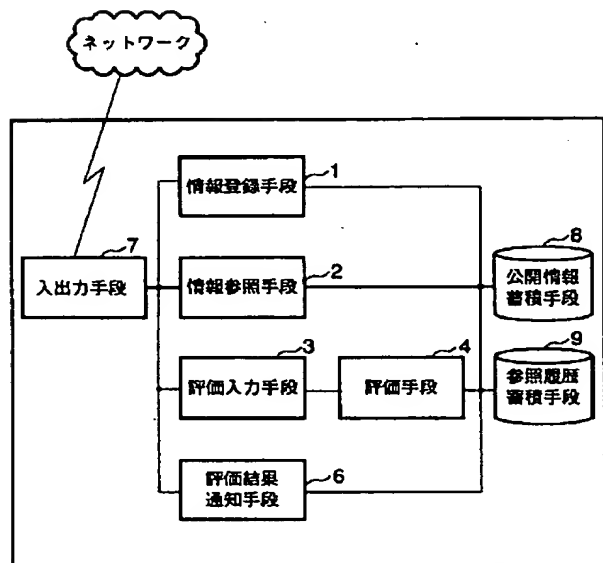 ネットワーク
1
情報登録手段
7
入出力手段
2
情報参照手段
8
公開情報
蓄積手段
3
評価入力手段
4
評価手段
9
参照履歴
蓄積手段
6
評価結果
通知手段